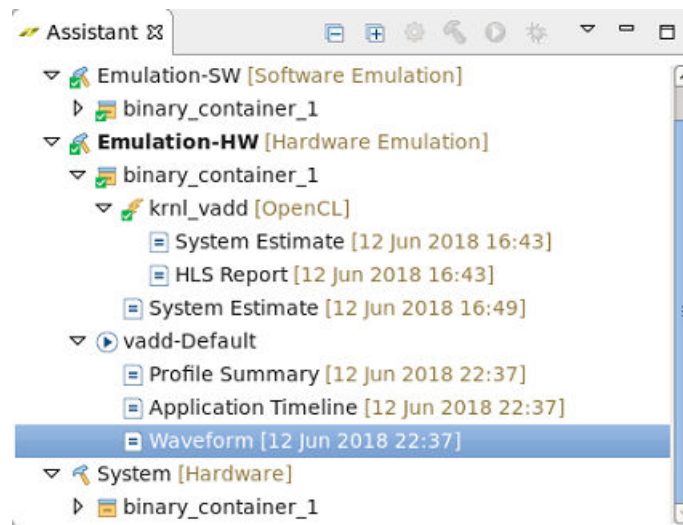 Assistant
Emulation-SW [Software Emulation]
binary_container_1
Emulation-HW [Hardware Emulation]
binary_container_1
krnl_vadd [OpenCL]
System Estimate [12 Jun 2018 16:43]
HLS Report [12 Jun 2018 16:43]
System Estimate [12 Jun 2018 16:49]
vadd-Default
Profile Summary [12 Jun 2018 22:37]
Application Timeline [12 Jun 2018 22:37]
Waveform [12 Jun 2018 22:37]
System [Hardware]
binary_container_1